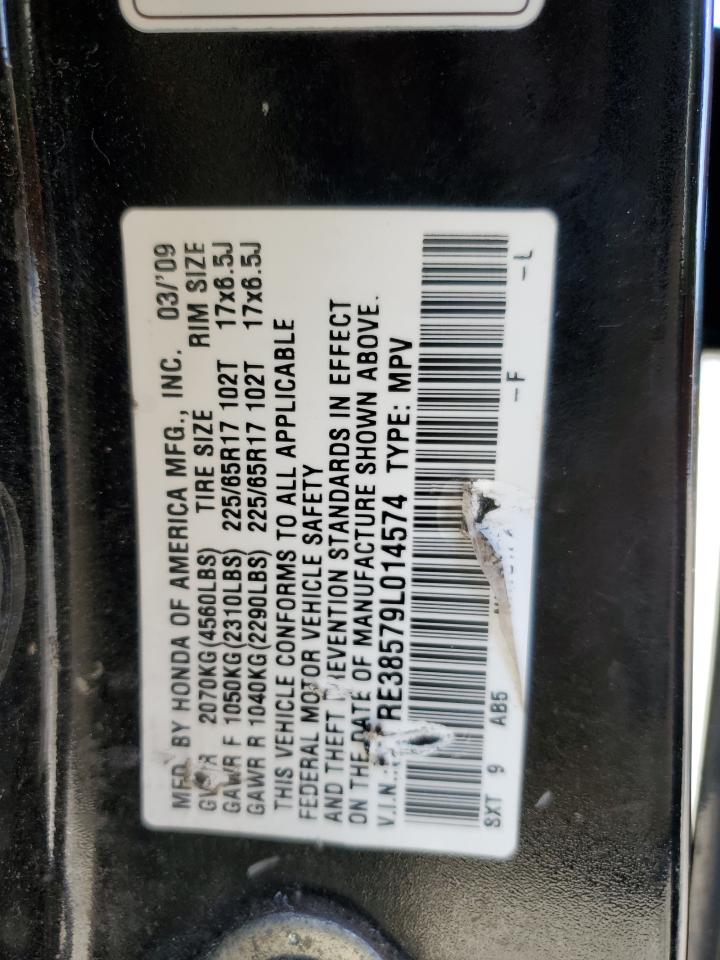 MFD. BY HONDA OF AMERICA MFG., INC. 03/'09
GVWR 2070KG(4560LBS) TIRE SIZE RIM SIZE
GAWR F 1050KG(2310LBS) 225/65R17 102T 17x6.5J
GAWR R 1040KG(2290LBS) 225/65R17 102T 17x6.5J
THIS VEHICLE CONFORMS TO ALL APPLICABLE
FEDERAL MOTOR VEHICLE SAFETY
AND THEFT PREVENTION STANDARDS IN EFFECT
ON THE DATE OF MANUFACTURE SHOWN ABOVE.
V.I.N.: RE38579L014574 TYPE: MPV
SXT 9 AB5 -F -L